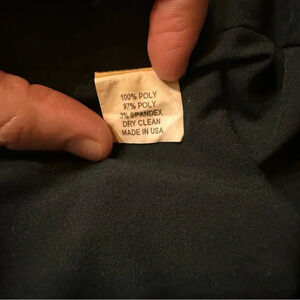 100% POLY
97% POLY
3% SPANDEX
DRY CLEAN
MADE IN USA